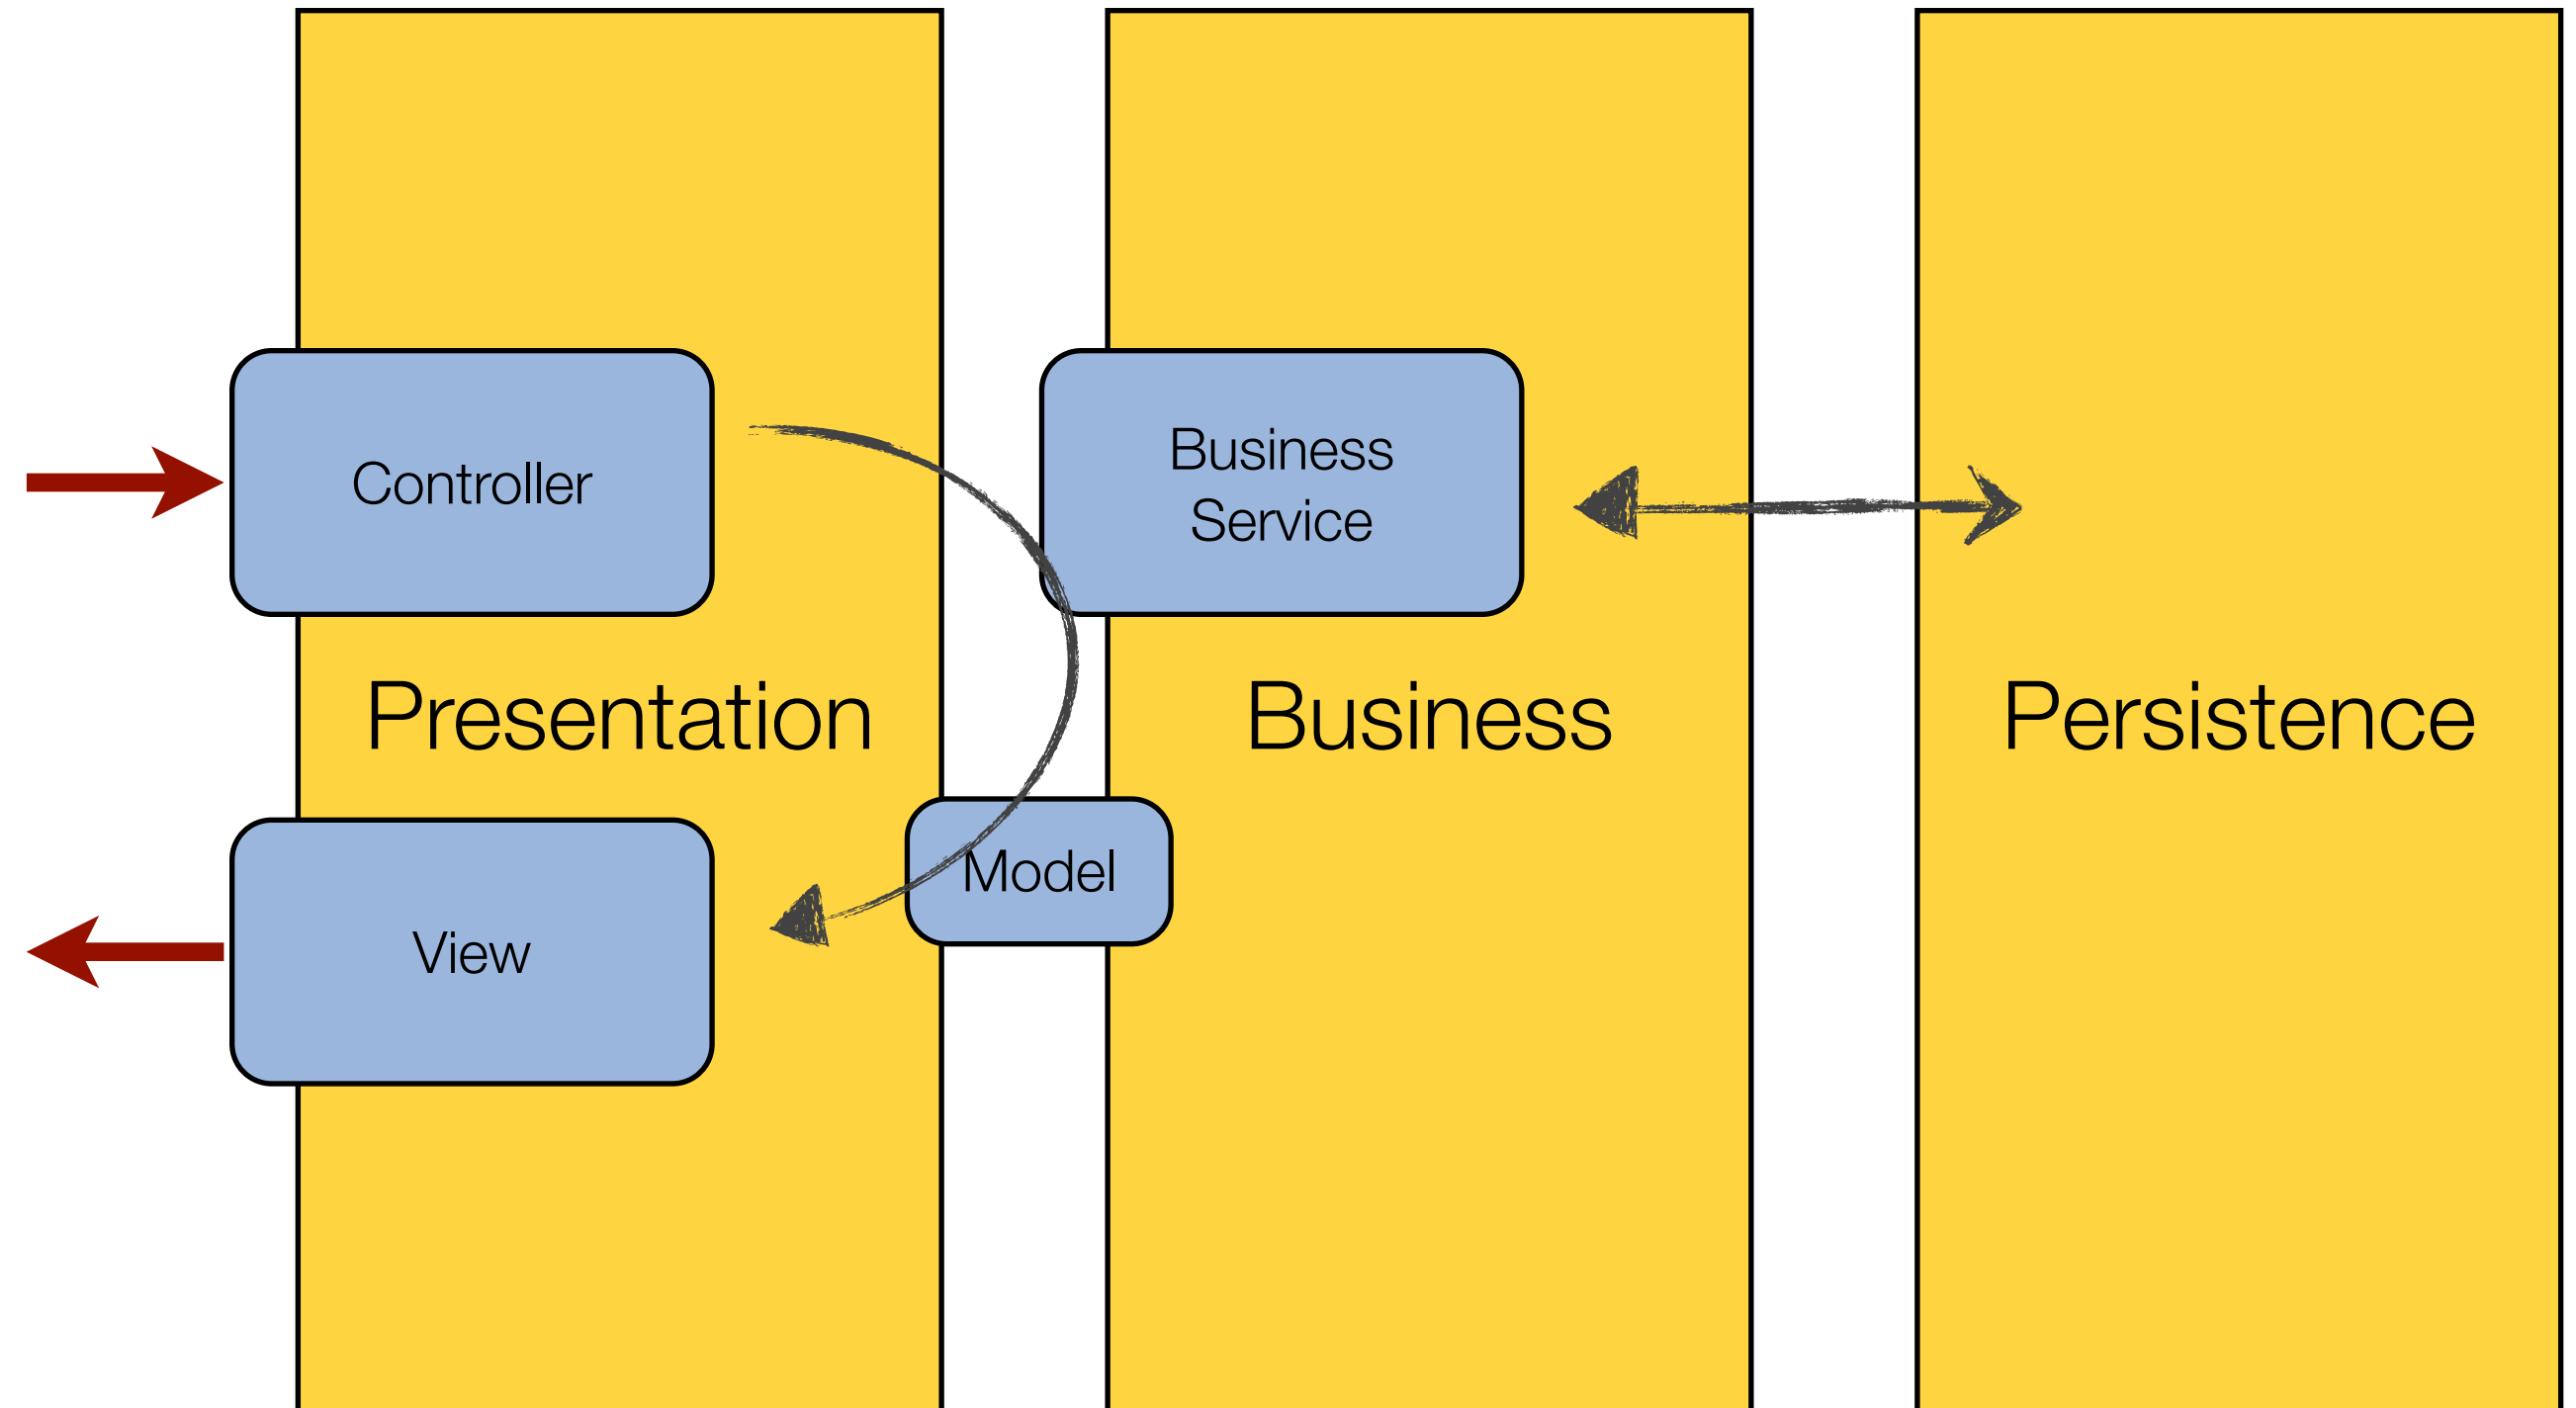 Controller
Business
Service
Presentation
Business
Persistence
Model
View